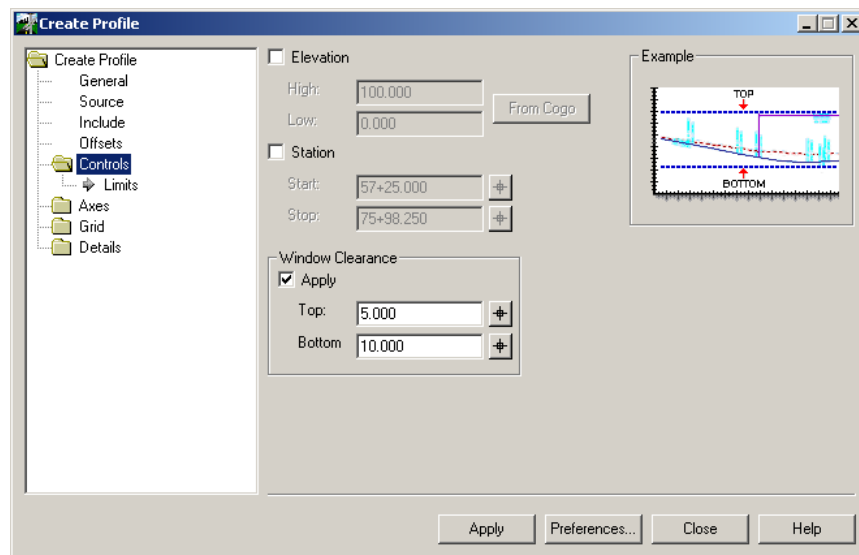 Create Profile
Create Profile
General
Source
Include
Offsets
Controls
Limits
Axes
Grid
Details
Elevation
High: 100.000
Low: 0.000
From Cogo
Station
Start: 57+25.000
Stop: 75+98.250
Window Clearance
Apply
Top: 5.000
Bottom 10.000
Example
TOP
BOTTOM
Apply
Preferences...
Close
Help